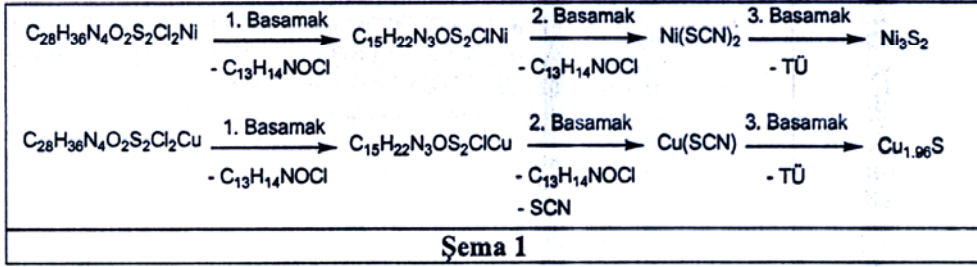 C₂₈H₃₆N₄O₂S₂Cl₂Ni 1. Basamak C₁₅H₂₂N₃OS₂ClNi 2. Basamak Ni(SCN)₂ 3. Basamak Ni₃S₂
- C₁₃H₁₄NOCl - C₁₃H₁₄NOCl - TÜ
C₂₈H₃₆N₄O₂S₂Cl₂Cu 1. Basamak C₁₅H₂₂N₃OS₂ClCu 2. Basamak Cu(SCN) 3. Basamak Cu₁.₉₆S
- C₁₃H₁₄NOCl - C₁₃H₁₄NOCl - TÜ
- SCN
Şema 1